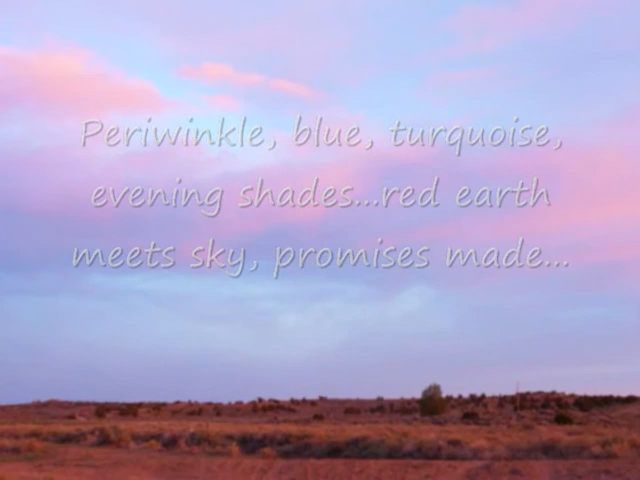 Periwinkle, blue, turquoise,
evening shades...red earth
meets sky, promises made...